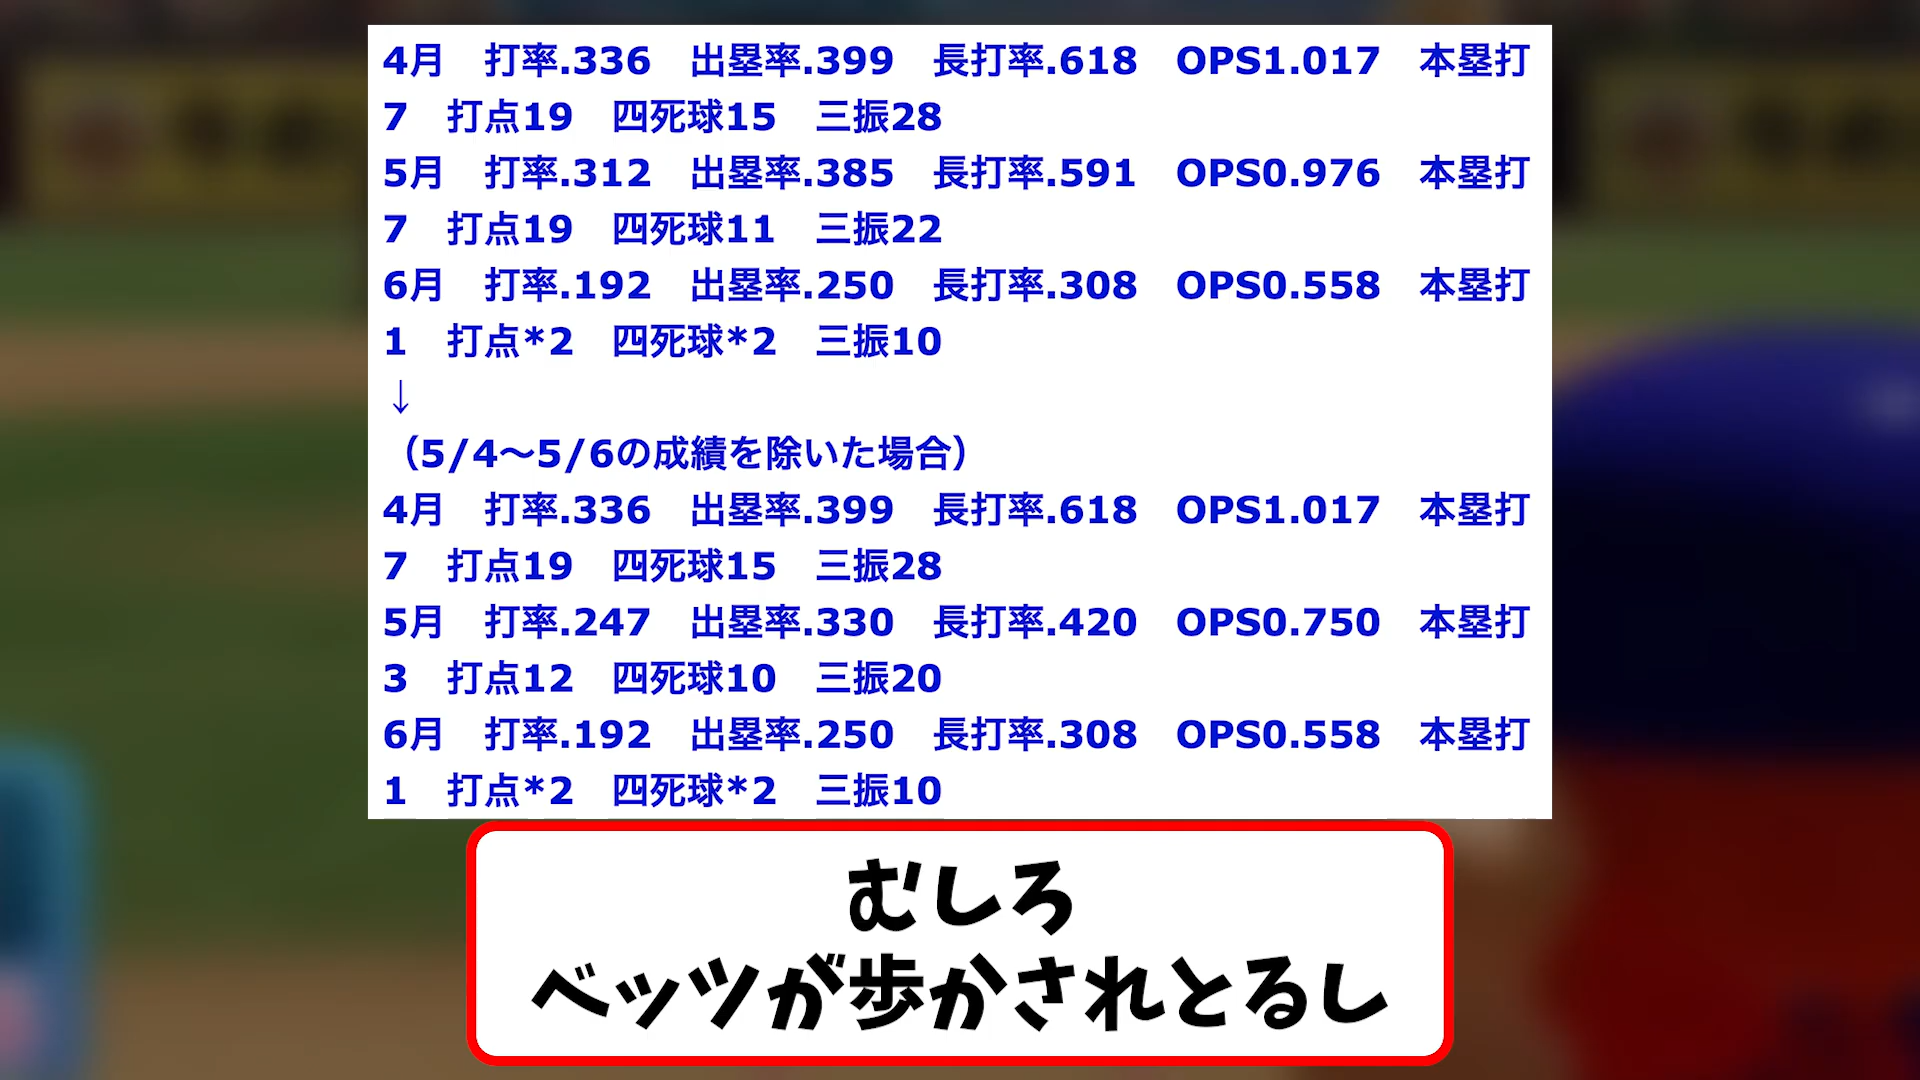 4月　打率.336　出塁率.399　長打率.618　OPS1.017　本塁打
7　打点19　四死球15　三振28
5月　打率.312　出塁率.385　長打率.591　OPS0.976　本塁打
7　打点19　四死球11　三振22
6月　打率.192　出塁率.250　長打率.308　OPS0.558　本塁打
1　打点*2　四死球*2　三振10
↓
（5/4〜5/6の成績を除いた場合）
4月　打率.336　出塁率.399　長打率.618　OPS1.017　本塁打
7　打点19　四死球15　三振28
5月　打率.247　出塁率.330　長打率.420　OPS0.750　本塁打
3　打点12　四死球10　三振20
6月　打率.192　出塁率.250　長打率.308　OPS0.558　本塁打
1　打点*2　四死球*2　三振10
むしろ
ベッツが歩かされとるし